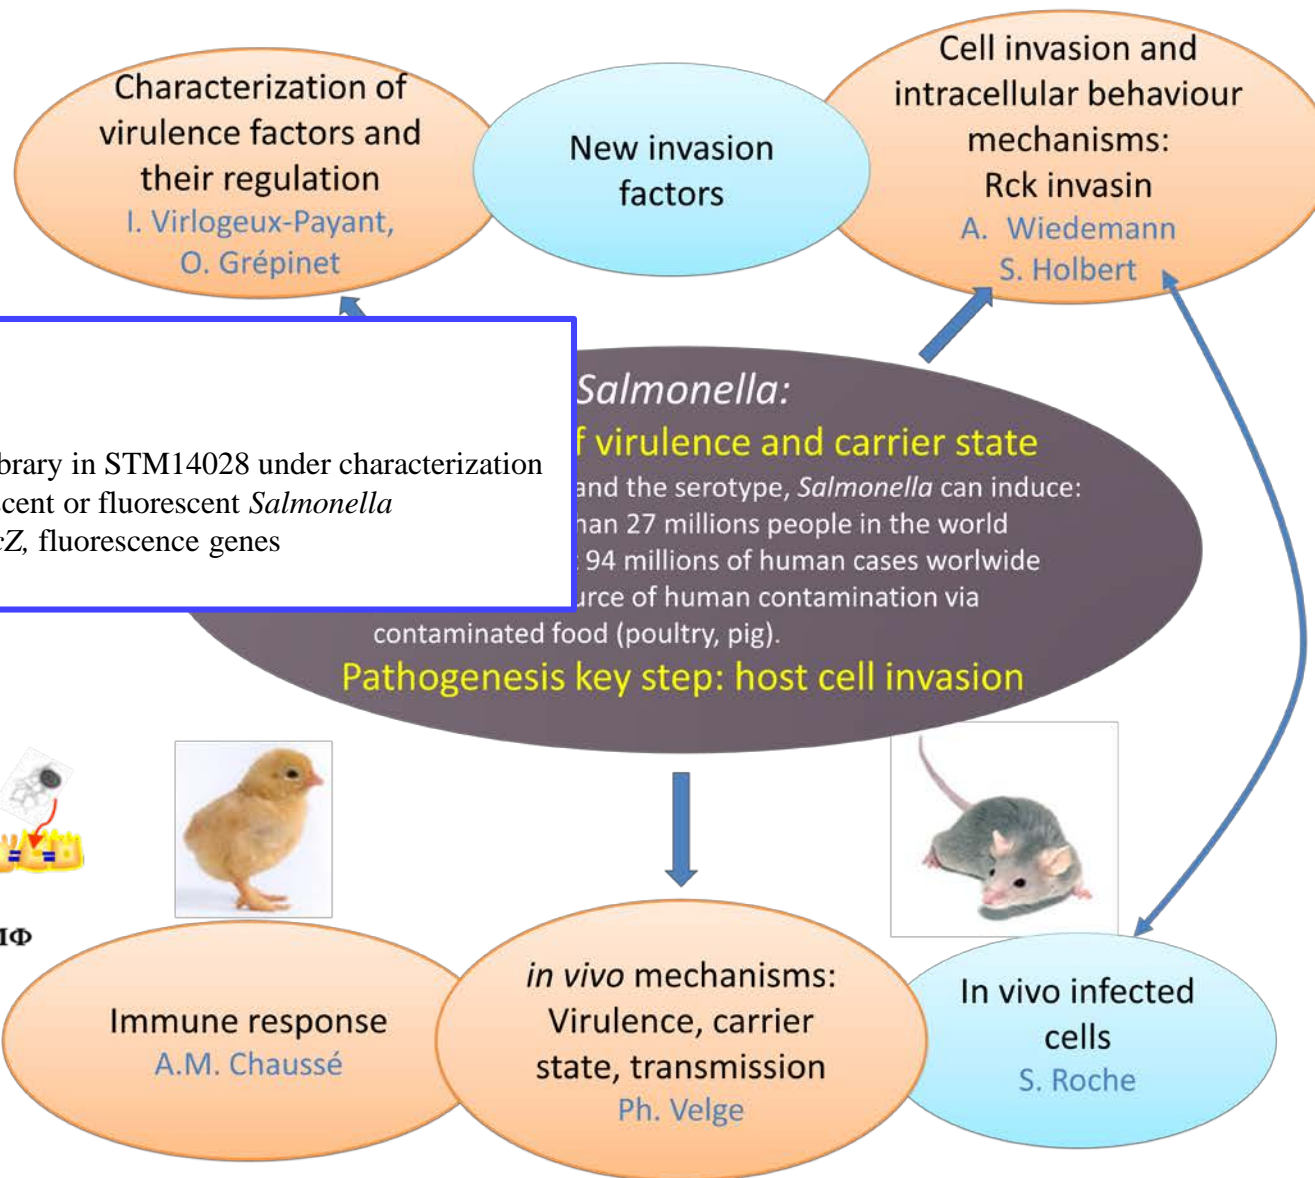 Characterization of
virulence factors and
their regulation
I. Virlogeux-Payant,
O. Grépinet
New invasion
factors
Cell invasion and
intracellular behaviour
mechanisms:
Rck invasin
A. Wiedemann
S. Holbert
Salmonella:
virulence and carrier state
and the serotype, Salmonella can induce:
27 millions people in the world
94 millions of human cases worlwide
of human contamination via
contaminated food (poultry, pig).
Pathogenesis key step: host cell invasion
in STM14028 under characterization
or fluorescent Salmonella
fluorescence genes
Immune response
A.M. Chaussé
in vivo mechanisms:
Virulence, carrier
state, transmission
Ph. Velge
In vivo infected
cells
S. Roche